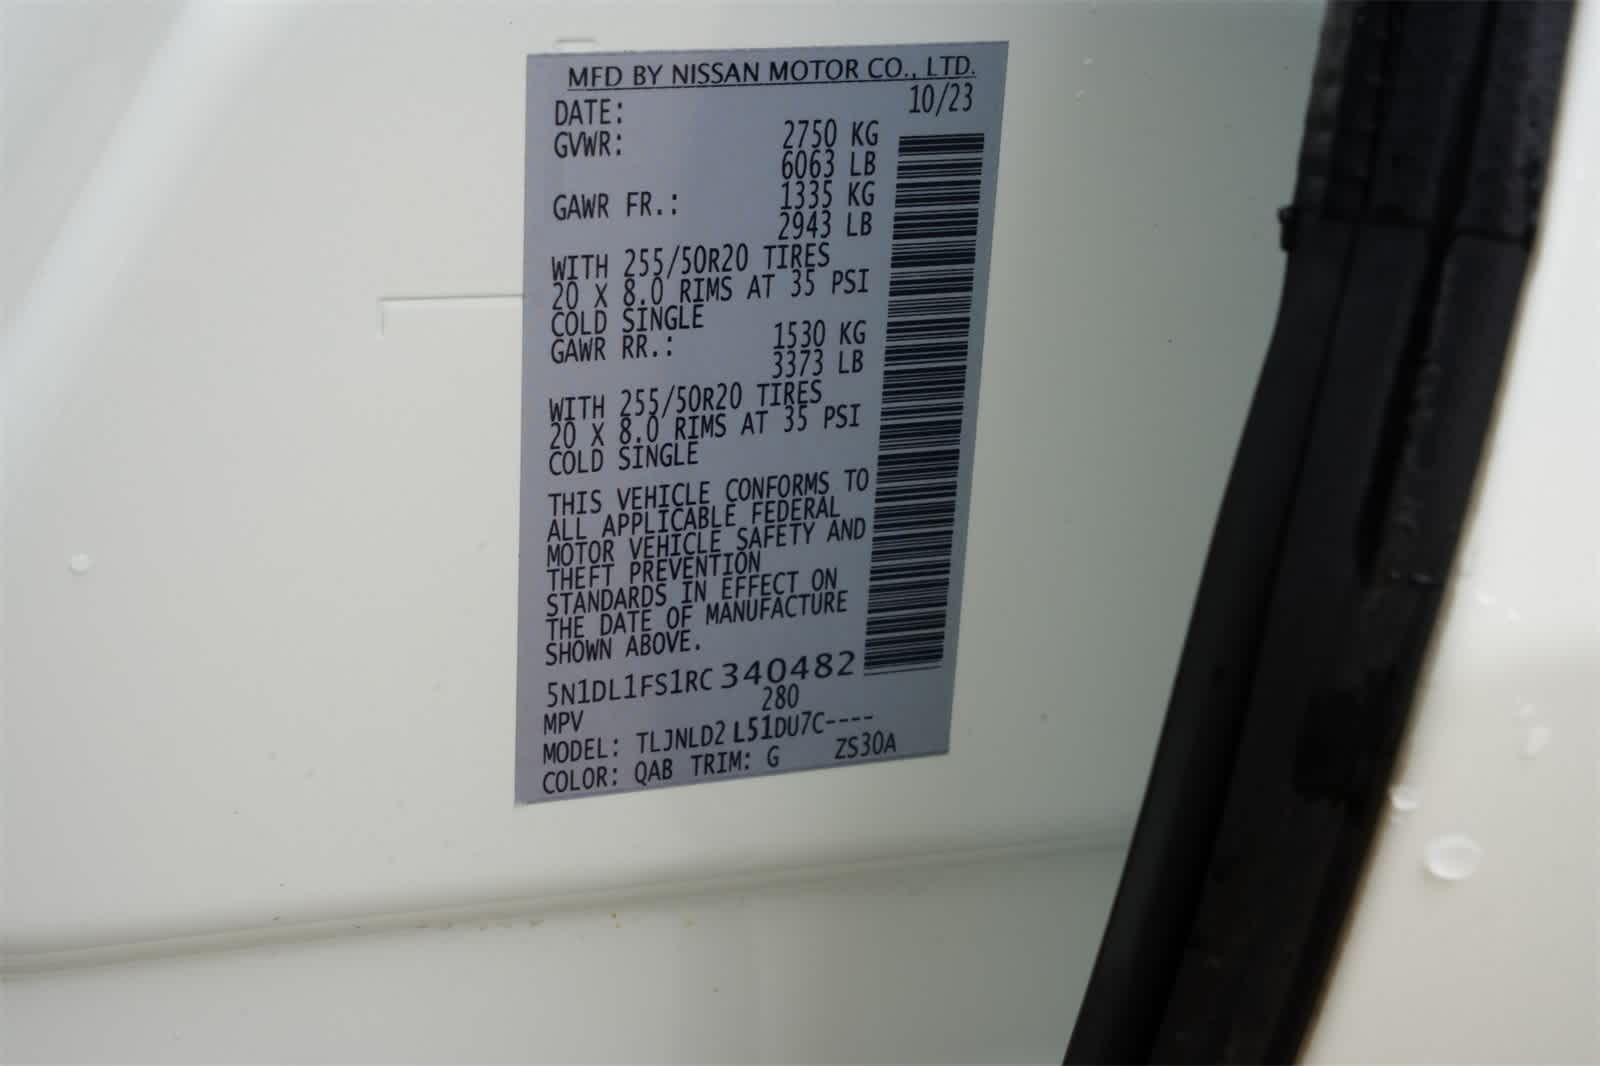 MFD BY NISSAN MOTOR CO., LTD.
DATE: 10/23
GVWR: 2750 KG
6063 LB
GAWR FR.: 1335 KG
2943 LB
WITH 255/50R20 TIRES
20 X 8.0 RIMS AT 35 PSI
COLD SINGLE
GAWR RR.: 1530 KG
3373 LB
WITH 255/50R20 TIRES
20 X 8.0 RIMS AT 35 PSI
COLD SINGLE
THIS VEHICLE CONFORMS TO
ALL APPLICABLE FEDERAL
MOTOR VEHICLE SAFETY AND
THEFT PREVENTION
STANDARDS IN EFFECT ON
THE DATE OF MANUFACTURE
SHOWN ABOVE.
5N1DL1FS1RC 340482
MPV 280
MODEL: TLJNLD2 L51DU7C----
COLOR: QAB TRIM: G ZS30A